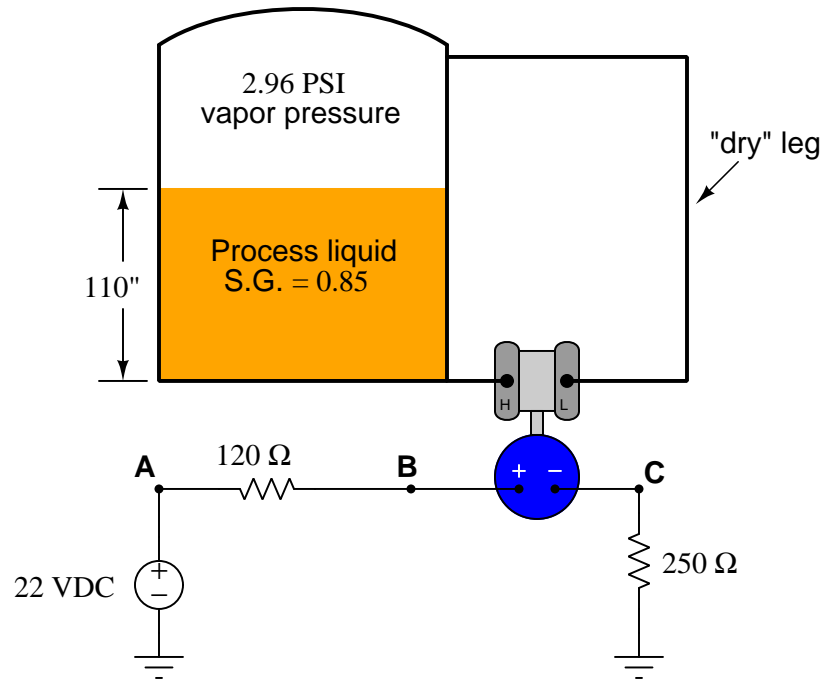 2.96 PSI
vapor pressure
"dry" leg
Process liquid
S.G. = 0.85
110"
H
L
A
120 Ω
B
+
−
C
22 VDC
+
−
250 Ω